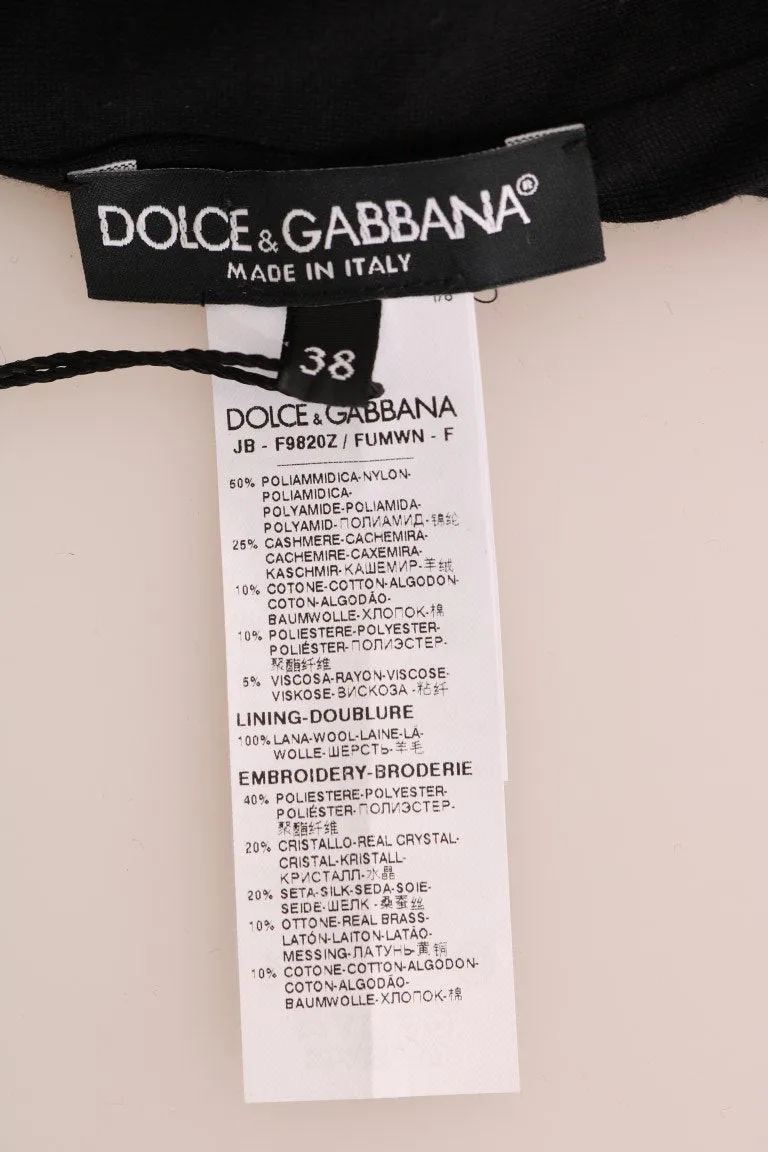 DOLCE & GABBANA®
MADE IN ITALY
38
DOLCE & GABBANA
JB - F9820Z / FUMWN - F
50% POLIAMMIDICA-NYLON-
POLIAMIDICA-
POLYAMIDE-POLIAMIDA-
POLYAMID-ПОЛИАМИД-锦纶
25% CASHMERE-CACHEMIRA-
CACHEMIRE-CAXEMIRA-
KASCHMIR-КАШЕМИР-羊绒
10% COTONE-COTTON-ALGODON-
COTON-ALGODÃO-
BAUMWOLLE-ХЛОПОК-棉
10% POLIESTERE-POLYESTER-
POLIÉSTER-ПОЛИЭСТЕР-
聚酯纤维
5% VISCOSA-RAYON-VISCOSE-
VISKOSE-ВИСКОЗА-粘纤
LINING-DOUBLURE
100% LANA-WOOL-LAINE-LÃ-
WOLLE-ШЕРСТЬ-羊毛
EMBROIDERY-BRODERIE
40% POLIESTERE-POLYESTER-
POLIÉSTER-ПОЛИЭСТЕР-
聚酯纤维
20% CRISTALLO-REAL CRYSTAL-
CRISTAL-KRISTALL-
КРИСТАЛЛ-水晶
20% SETA-SILK-SEDA-SOIE-
SEIDE-ШЕЛК-桑蚕丝
10% OTTONE-REAL BRASS-
LATÓN-LAITON-LATÃO-
MESSING-ЛАТУНЬ-黄铜
10% COTONE-COTTON-ALGODON-
COTON-ALGODÃO-
BAUMWOLLE-ХЛОПОК-棉